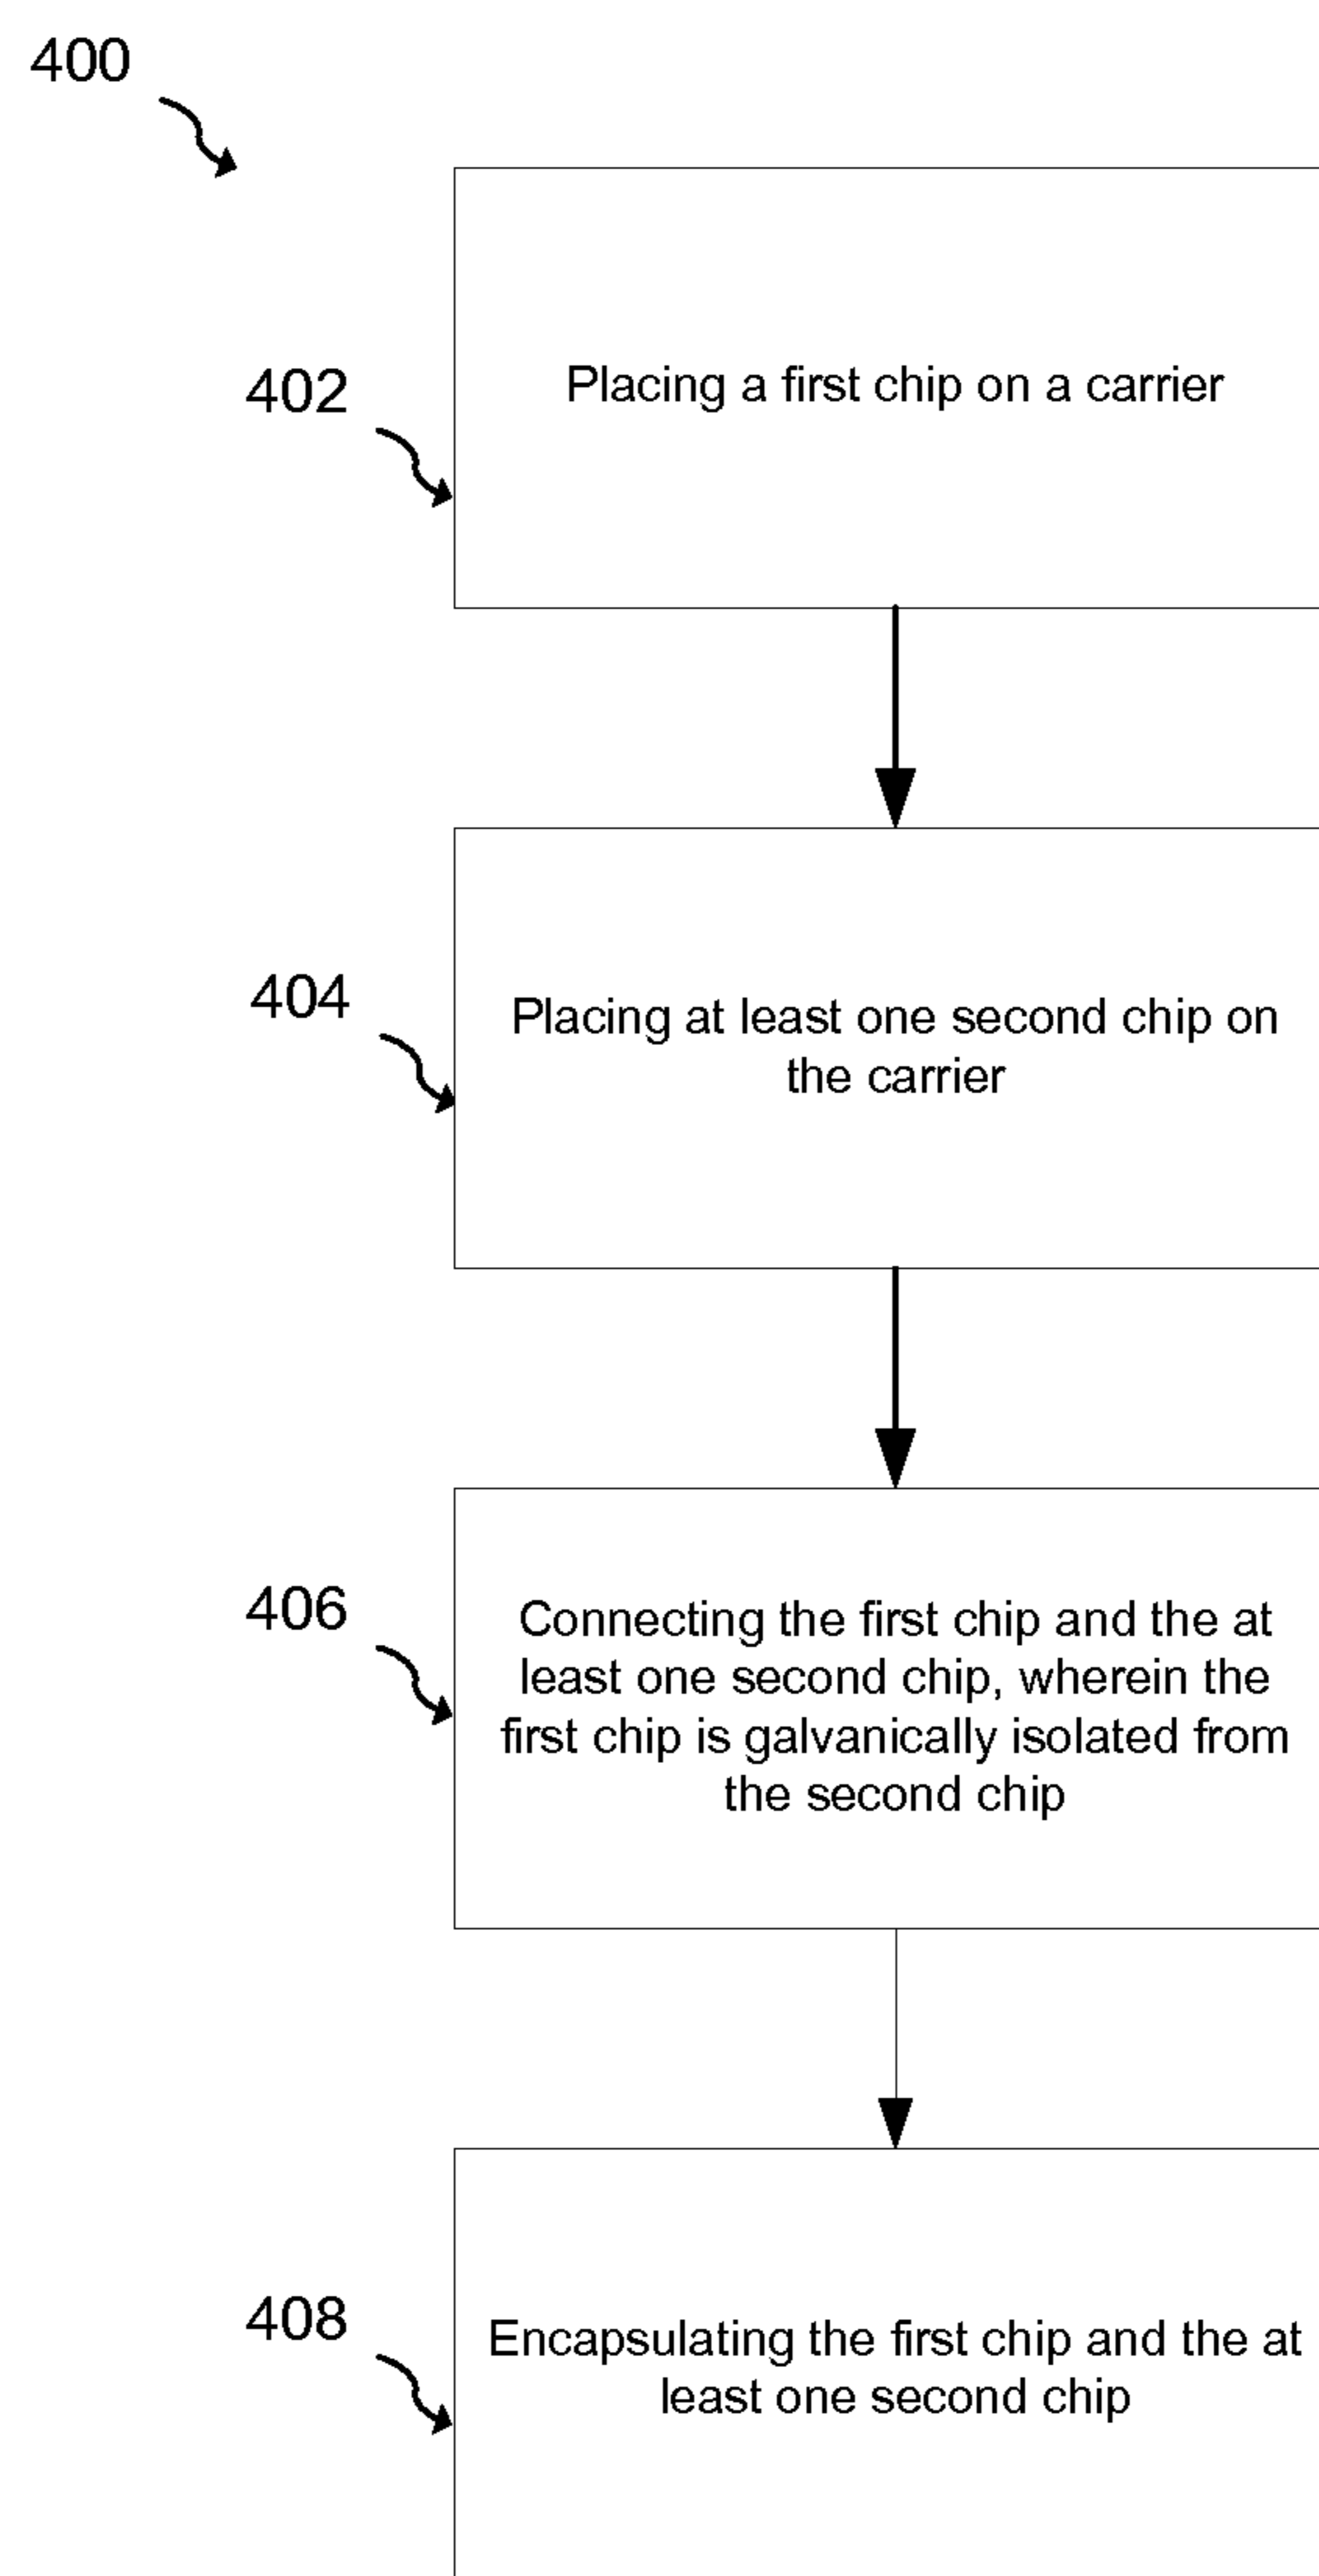 400
402
Placing a first chip on a carrier
404
Placing at least one second chip on
the carrier
406
Connecting the first chip and the at
least one second chip, wherein the
first chip is galvanically isolated from
the second chip
408
Encapsulating the first chip and the at
least one second chip